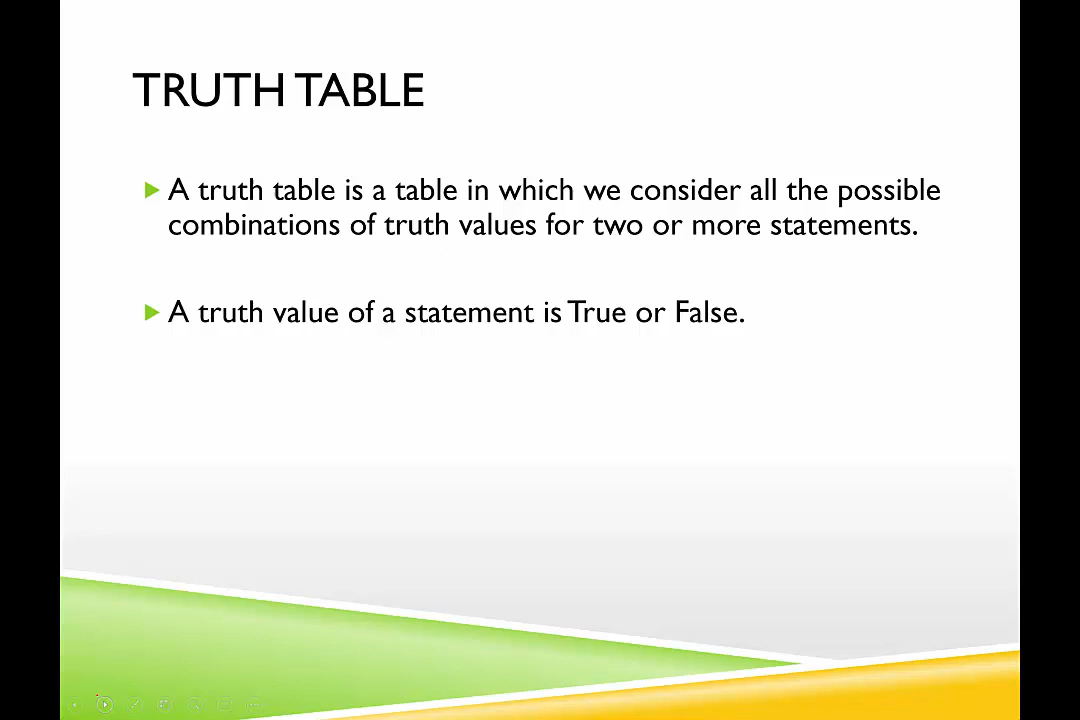 TRUTH TABLE
A truth table is a table in which we consider all the possible
combinations of truth values for two or more statements.
A truth value of a statement is True or False.